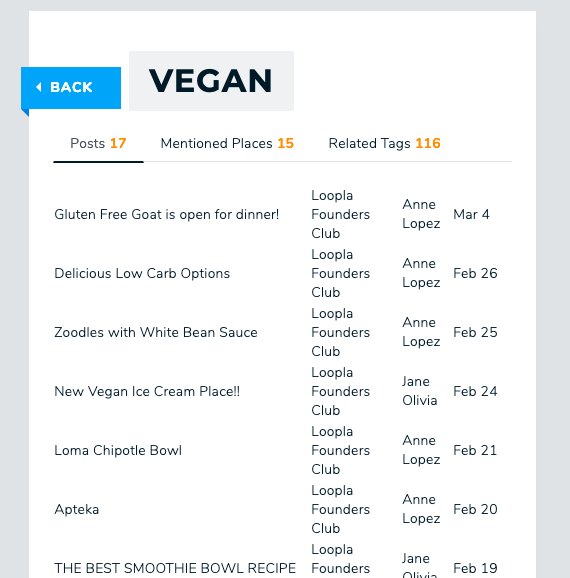 BACK
VEGAN
Posts 17 Mentioned Places 15 Related Tags 116
Gluten Free Goat is open for dinner! Loopla Founders Club Anne Lopez Mar 4
Delicious Low Carb Options Loopla Founders Club Anne Lopez Feb 26
Zoodles with White Bean Sauce Loopla Founders Club Anne Lopez Feb 25
New Vegan Ice Cream Place!! Loopla Founders Club Jane Olivia Feb 24
Loma Chipotle Bowl Loopla Founders Club Anne Lopez Feb 21
Apteka Loopla Founders Club Anne Lopez Feb 20
THE BEST SMOOTHIE BOWL RECIPE Loopla Founders Jane Olivia Feb 19